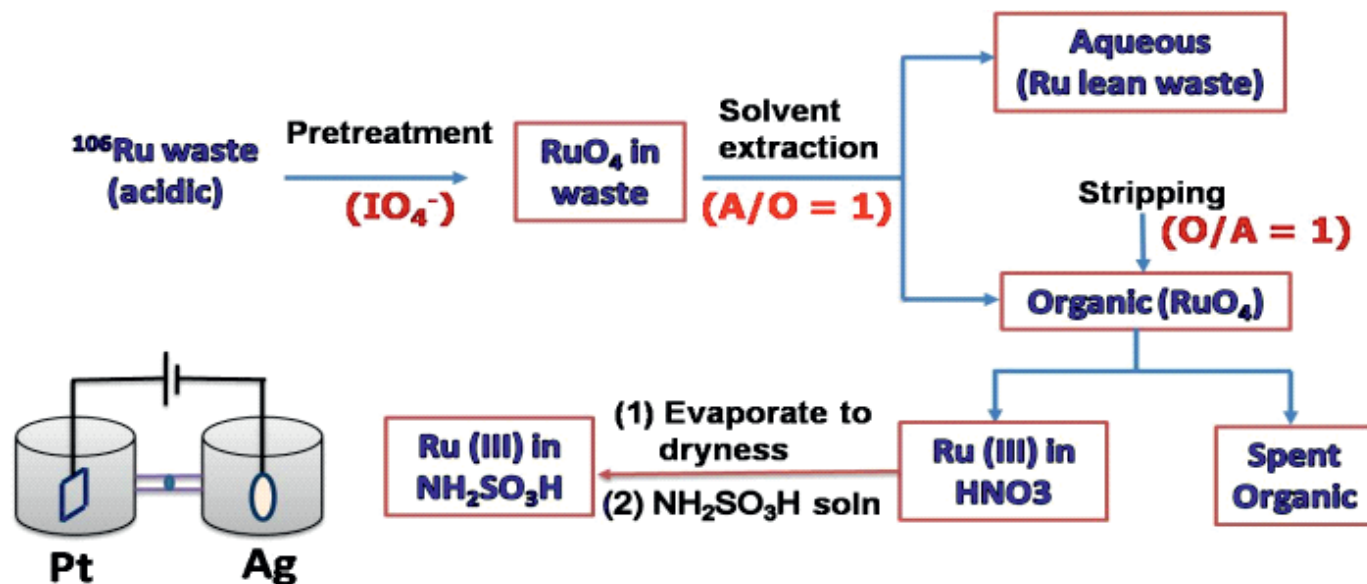 ¹⁰⁶Ru waste
(acidic)
Pretreatment
(IO₄⁻)
RuO₄ in
waste
Solvent
extraction
(A/O = 1)
Aqueous
(Ru lean waste)
Stripping
(O/A = 1)
Organic (RuO₄)
Ru (III) in
HNO3
Spent
Organic
(1) Evaporate to
dryness
(2) NH₂SO₃H soln
Ru (III) in
NH₂SO₃H
Pt
Ag